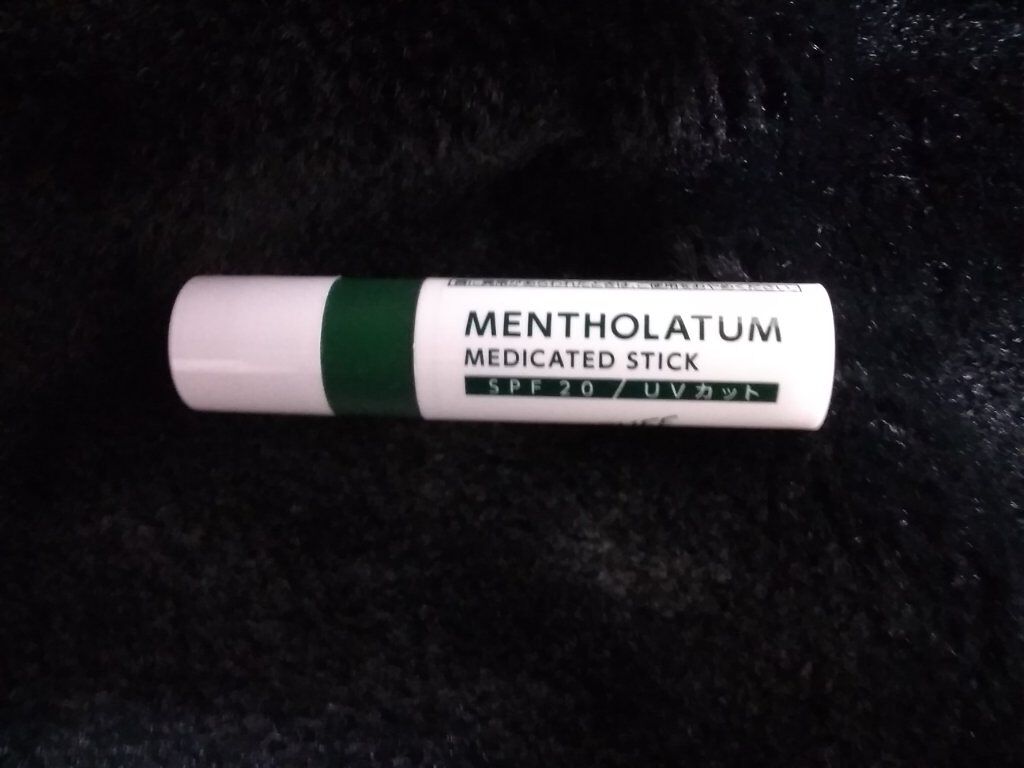 MENTHOLATUM
MEDICATED STICK
SPF 20 / UVカット